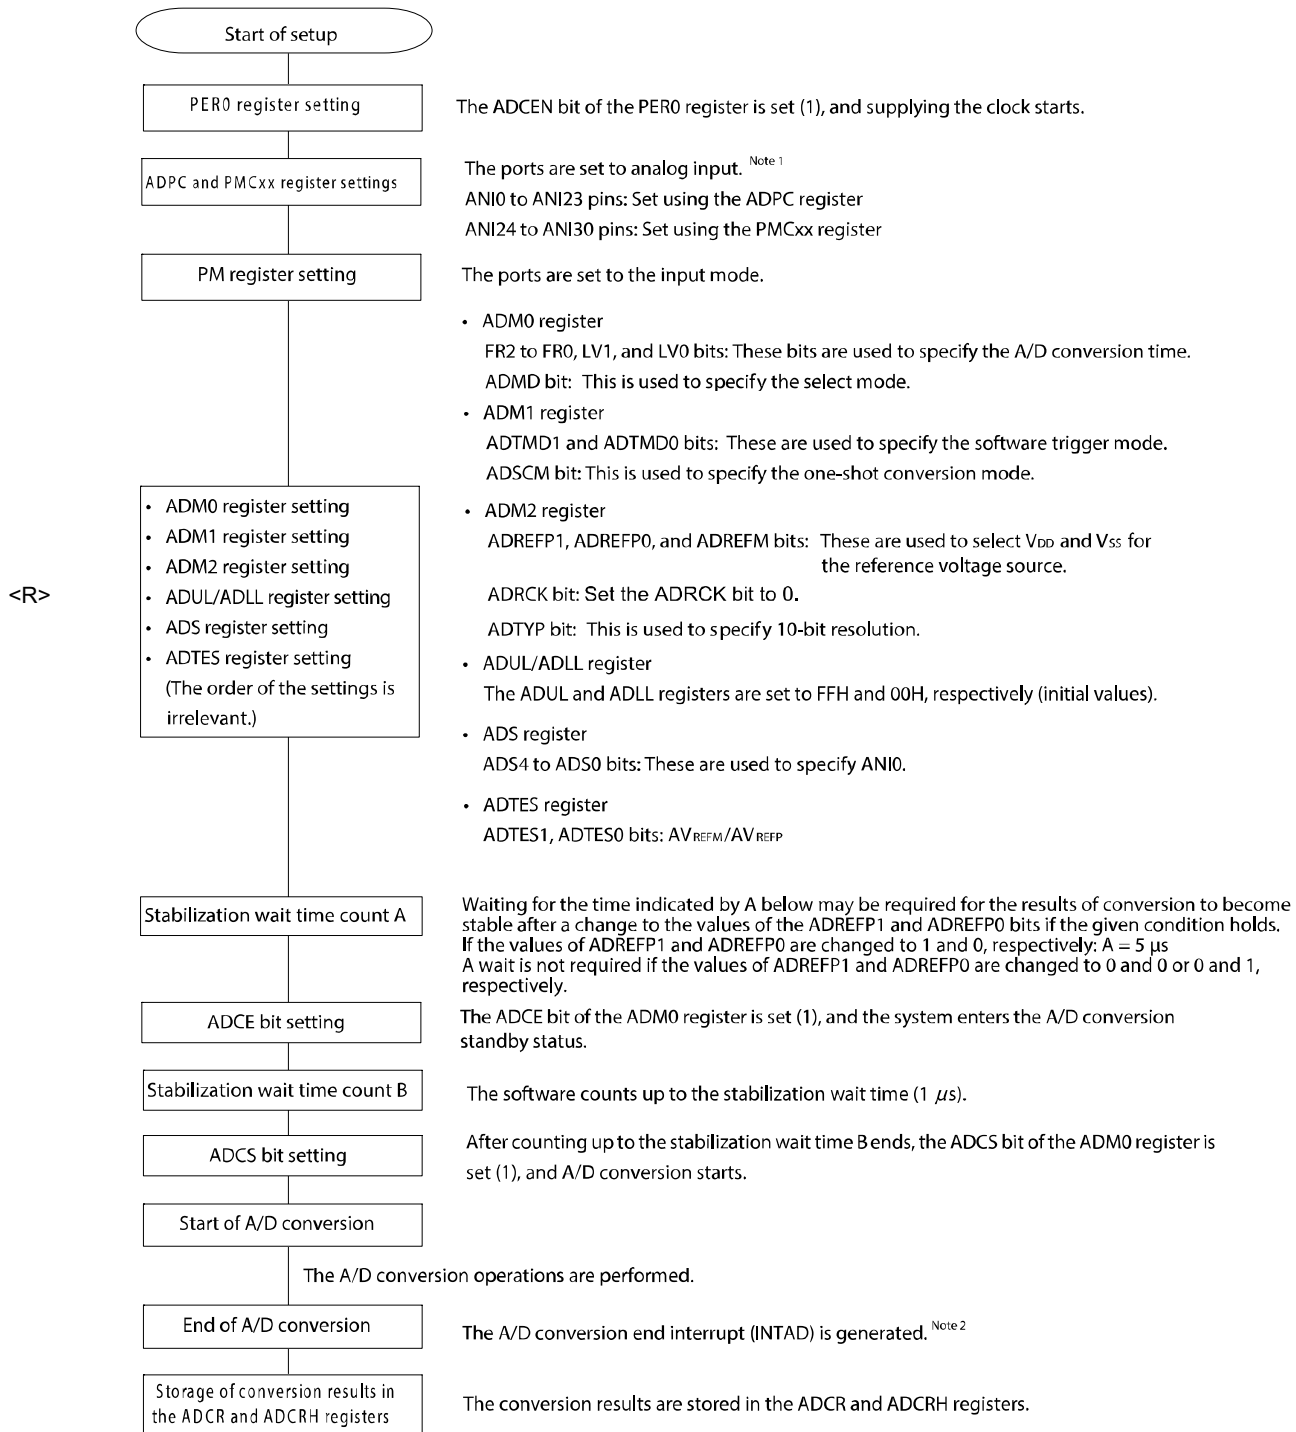 Start of setup
PER0 register setting
The ADCEN bit of the PER0 register is set (1), and supplying the clock starts.
ADPC and PMCxx register settings
The ports are set to analog input. Note 1
ANI0 to ANI23 pins: Set using the ADPC register
ANI24 to ANI30 pins: Set using the PMCxx register
PM register setting
The ports are set to the input mode.
• ADM0 register
FR2 to FR0, LV1, and LV0 bits: These bits are used to specify the A/D conversion time.
ADMD bit: This is used to specify the select mode.
• ADM1 register
ADTMD1 and ADTMD0 bits: These are used to specify the software trigger mode.
ADSCM bit: This is used to specify the one-shot conversion mode.
• ADM2 register
ADREFP1, ADREFP0, and ADREFM bits: These are used to select VDD and VSS for
the reference voltage source.
ADRCK bit: Set the ADRCK bit to 0.
ADTYP bit: This is used to specify 10-bit resolution.
• ADUL/ADLL register
The ADUL and ADLL registers are set to FFH and 00H, respectively (initial values).
• ADS register
ADS4 to ADS0 bits: These are used to specify ANI0.
• ADTES register
ADTES1, ADTES0 bits: AVREFM/AVREFP
<R>
• ADM0 register setting
• ADM1 register setting
• ADM2 register setting
• ADUL/ADLL register setting
• ADS register setting
• ADTES register setting
(The order of the settings is
irrelevant.)
Stabilization wait time count A
Waiting for the time indicated by A below may be required for the results of conversion to become
stable after a change to the values of the ADREFP1 and ADREFP0 bits if the given condition holds.
If the values of ADREFP1 and ADREFP0 are changed to 1 and 0, respectively: A = 5 µs
A wait is not required if the values of ADREFP1 and ADREFP0 are changed to 0 and 0 or 0 and 1,
respectively.
ADCE bit setting
The ADCE bit of the ADM0 register is set (1), and the system enters the A/D conversion
standby status.
Stabilization wait time count B
The software counts up to the stabilization wait time (1 µs).
ADCS bit setting
After counting up to the stabilization wait time B ends, the ADCS bit of the ADM0 register is
set (1), and A/D conversion starts.
Start of A/D conversion
The A/D conversion operations are performed.
End of A/D conversion
The A/D conversion end interrupt (INTAD) is generated. Note 2
Storage of conversion results in
the ADCR and ADCRH registers
The conversion results are stored in the ADCR and ADCRH registers.